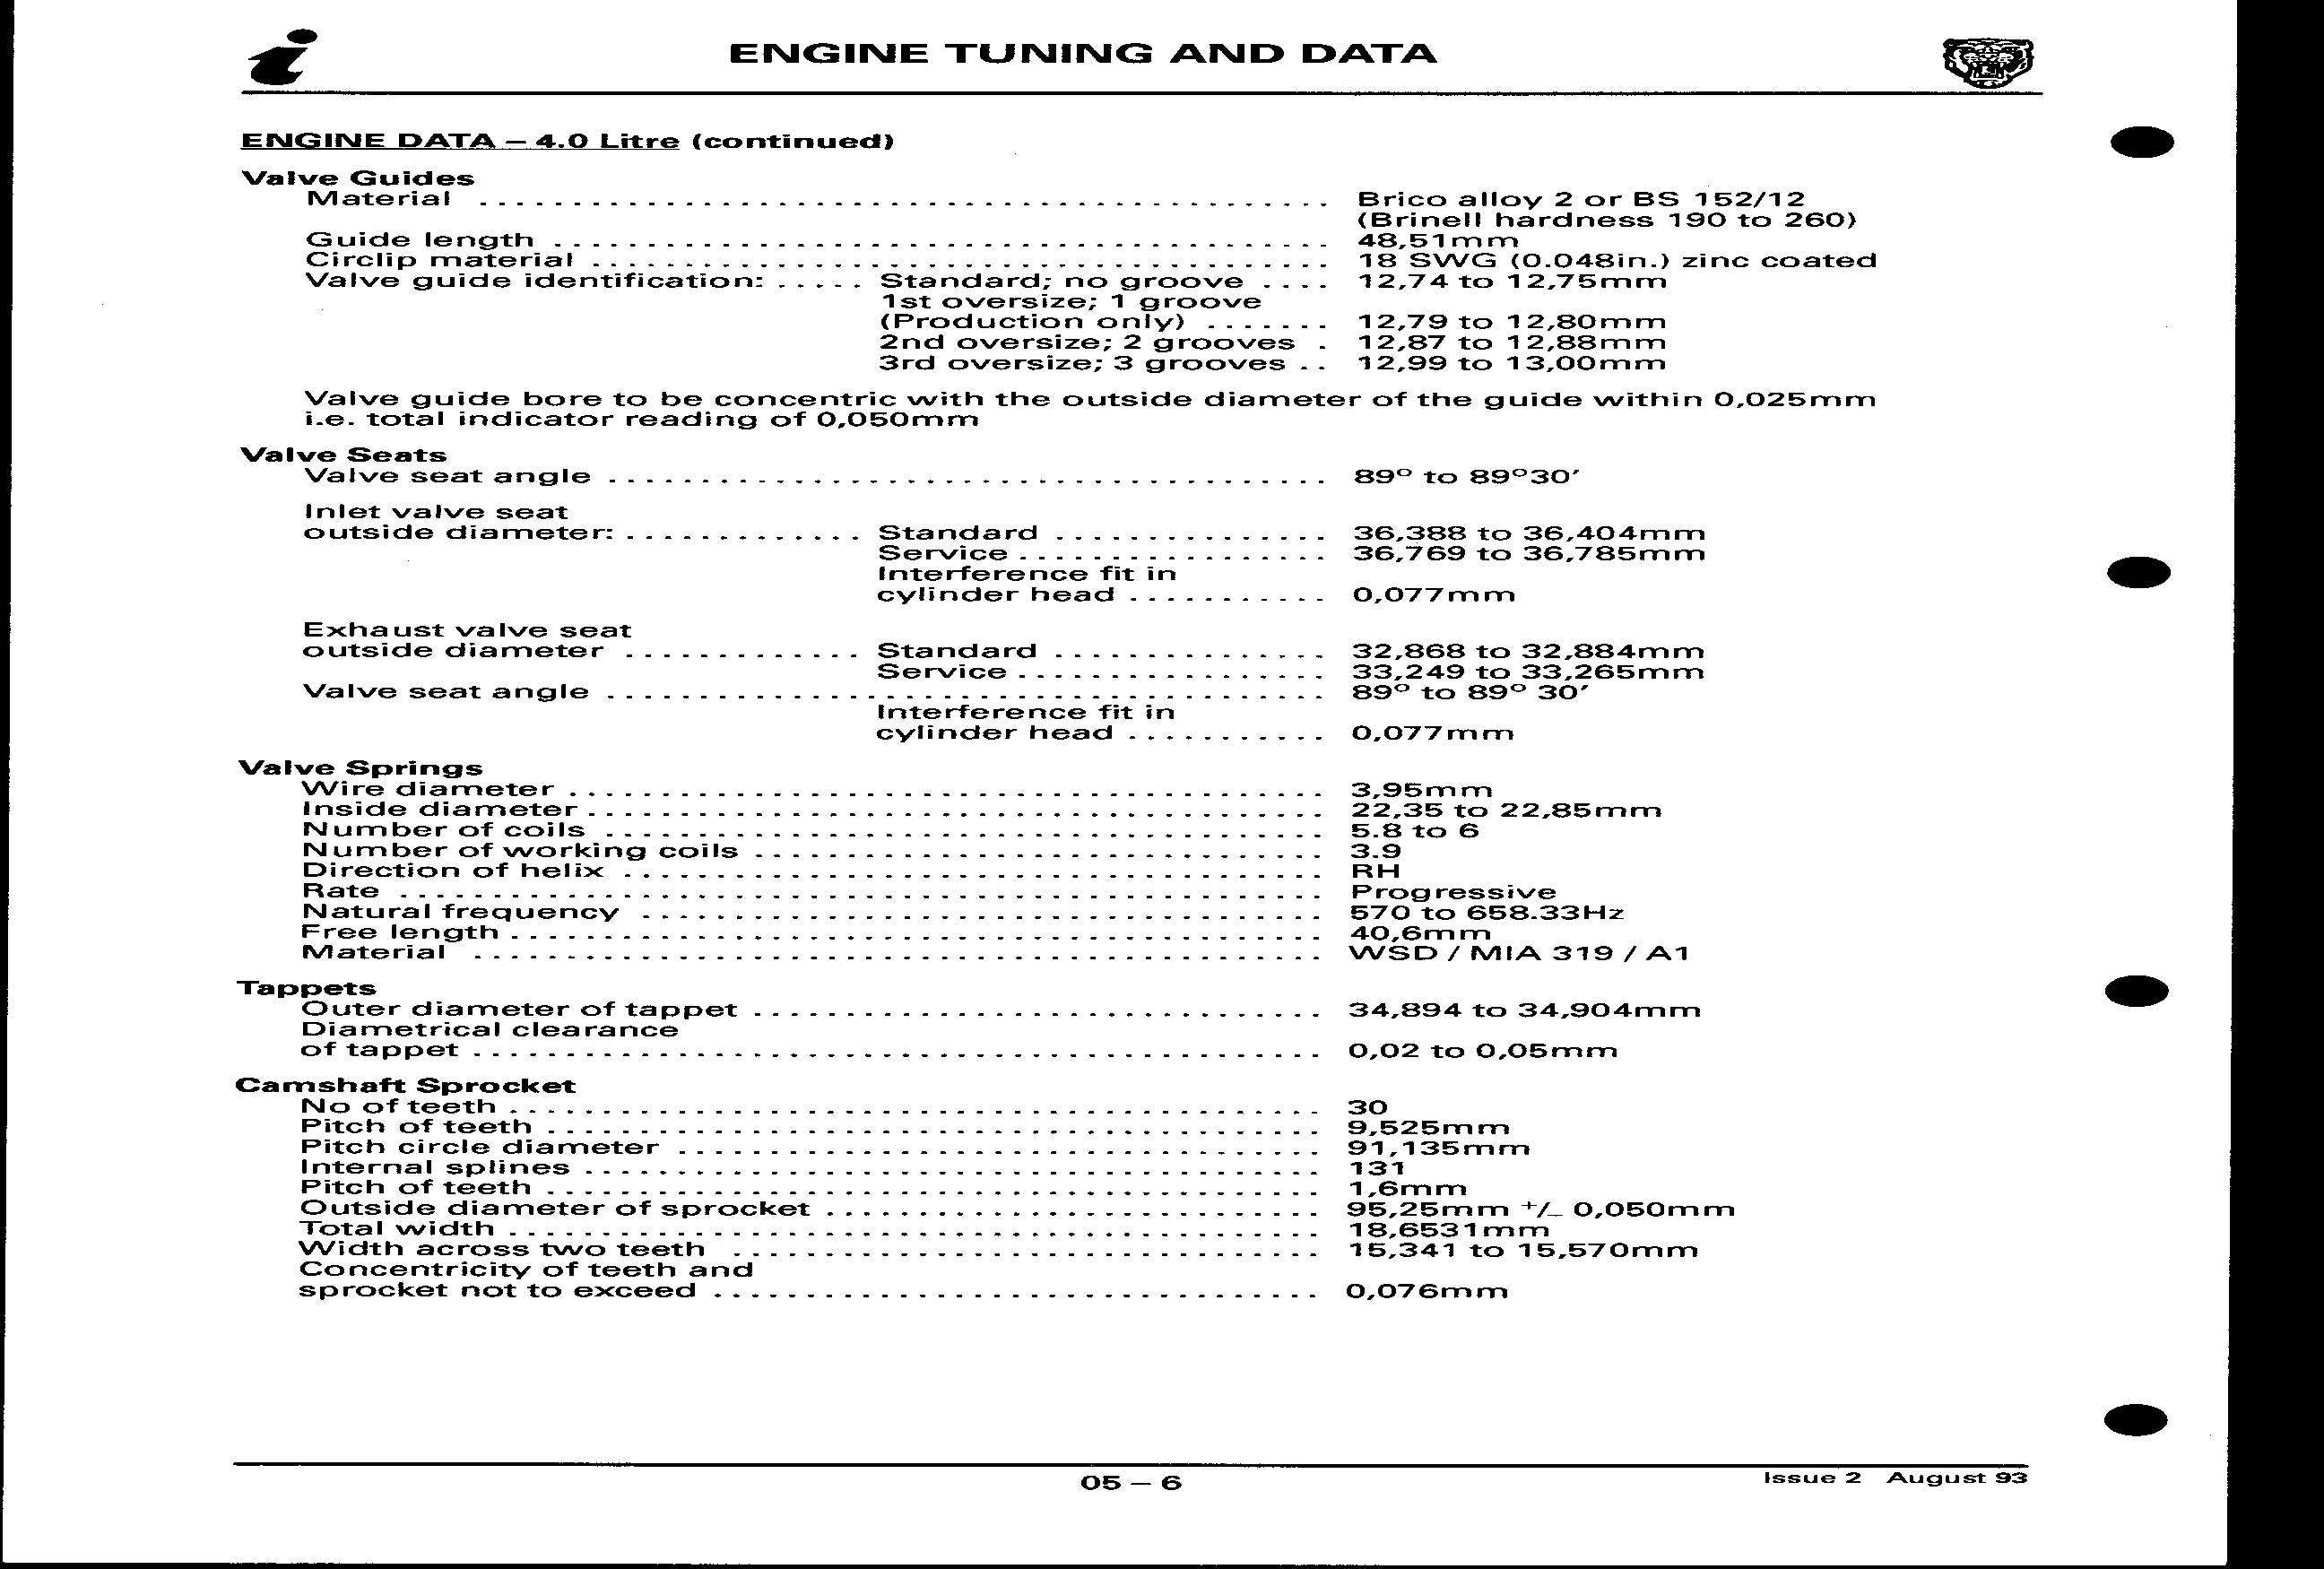 ENGINE TUNING AND DATA
ENGINE DATA – 4.0 Litre (continued)
Valve Guides
Material ............................................... Brico alloy 2 or BS 152/12
(Brinell hardness 190 to 260)
Guide length .......................................... 48,51mm
Circlip material ........................................ 18 SWG (0.048in.) zinc coated
Valve guide identification: ..... Standard; no groove .... 12,74 to 12,75mm
1st oversize; 1 groove
(Production only) ....... 12,79 to 12,80mm
2nd oversize; 2 grooves . 12,87 to 12,88mm
3rd oversize; 3 grooves .. 12,99 to 13,00mm
Valve guide bore to be concentric with the outside diameter of the guide within 0,025mm
i.e. total indicator reading of 0,050mm
Valve Seats
Valve seat angle ....................................... 89° to 89°30′
Inlet valve seat
outside diameter: ............. Standard ............... 36,388 to 36,404mm
Service ................. 36,769 to 36,785mm
Interference fit in
cylinder head ........... 0,077mm
Exhaust valve seat
outside diameter ............. Standard ............... 32,868 to 32,884mm
Service ................. 33,249 to 33,265mm
Valve seat angle ....................................... 89° to 89° 30′
Interference fit in
cylinder head ........... 0,077mm
Valve Springs
Wire diameter ......................................... 3,95mm
Inside diameter ........................................ 22,35 to 22,85mm
Number of coils ....................................... 5.8 to 6
Number of working coils ............................... 3.9
Direction of helix ...................................... RH
Rate .................................................. Progressive
Natural frequency ..................................... 570 to 658.33Hz
Free length ............................................ 40,6mm
Material .............................................. WSD / MIA 319 / A1
Tappets
Outer diameter of tappet ............................... 34,894 to 34,904mm
Diametrical clearance
of tappet .............................................. 0,02 to 0,05mm
Camshaft Sprocket
No of teeth ............................................ 30
Pitch of teeth .......................................... 9,525mm
Pitch circle diameter ................................... 91,135mm
Internal splines ........................................ 131
Pitch of teeth .......................................... 1,6mm
Outside diameter of sprocket ........................... 95,25mm +/– 0,050mm
Total width ............................................ 18,6531mm
Width across two teeth ................................ 15,341 to 15,570mm
Concentricity of teeth and
sprocket not to exceed ................................. 0,076mm
05 – 6
Issue 2 August 93